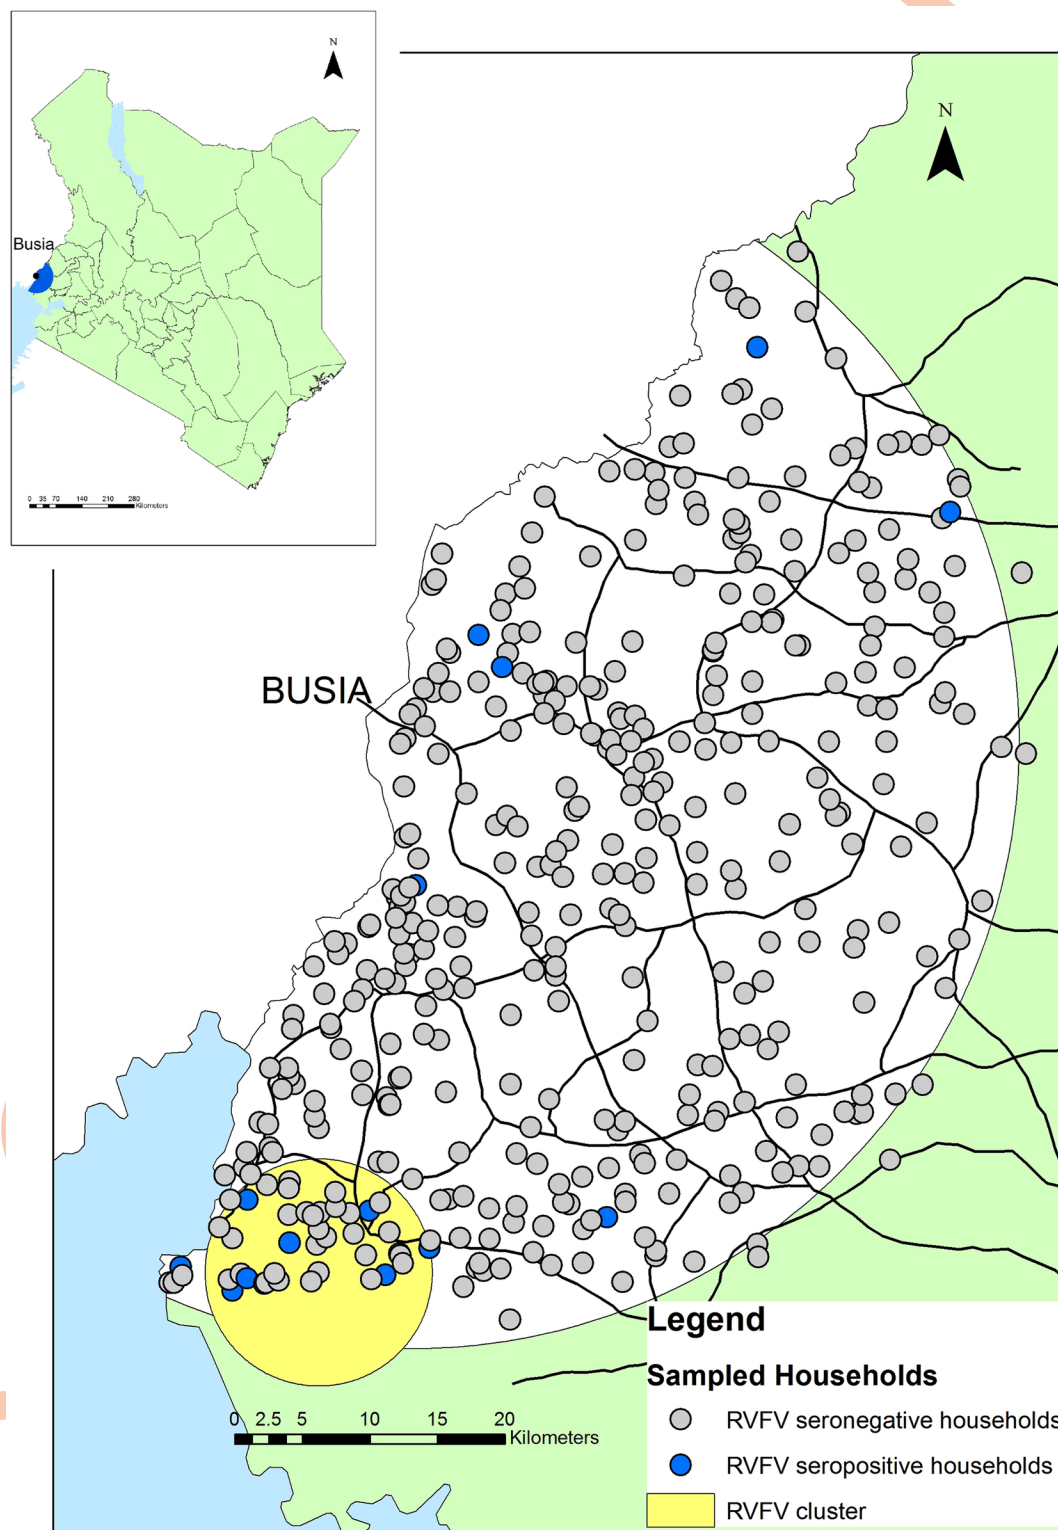 N
N
Busia
0 35 70 140 210 280
Kilometers
BUSIA
0 2.5 5 10 15 20
Kilometers
Legend
Sampled Households
RVFV seronegative households
RVFV seropositive households
RVFV cluster